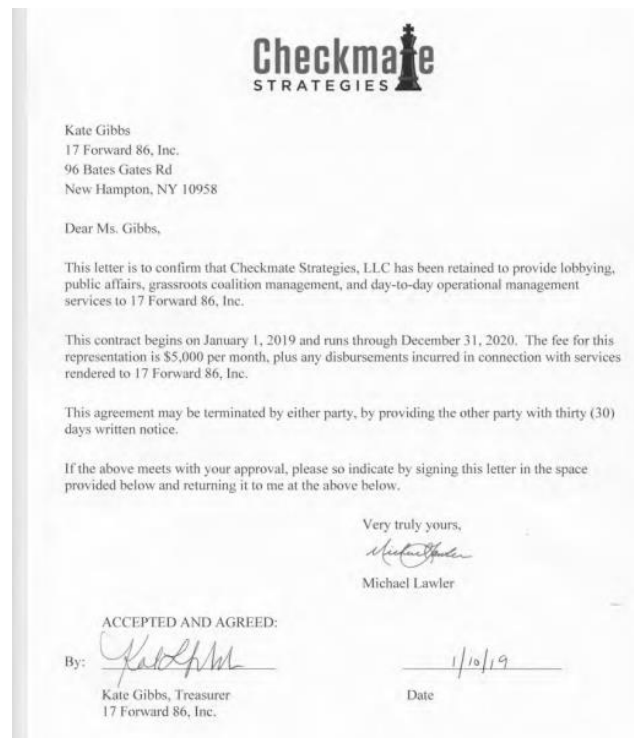 Checkmate
STRATEGIES
Kate Gibbs
17 Forward 86, Inc.
96 Bates Gates Rd
New Hampton, NY 10958
Dear Ms. Gibbs,
This letter is to confirm that Checkmate Strategies, LLC has been retained to provide lobbying,
public affairs, grassroots coalition management, and day-to-day operational management
services to 17 Forward 86, Inc.
This contract begins on January 1, 2019 and runs through December 31, 2020. The fee for this
representation is $5,000 per month, plus any disbursements incurred in connection with services
rendered to 17 Forward 86, Inc.
This agreement may be terminated by either party, by providing the other party with thirty (30)
days written notice.
If the above meets with your approval, please so indicate by signing this letter in the space
provided below and returning it to me at the above below.
Very truly yours,
Michael Lawler
ACCEPTED AND AGREED:
By:
1/10/19
Kate Gibbs, Treasurer
Date
17 Forward 86, Inc.